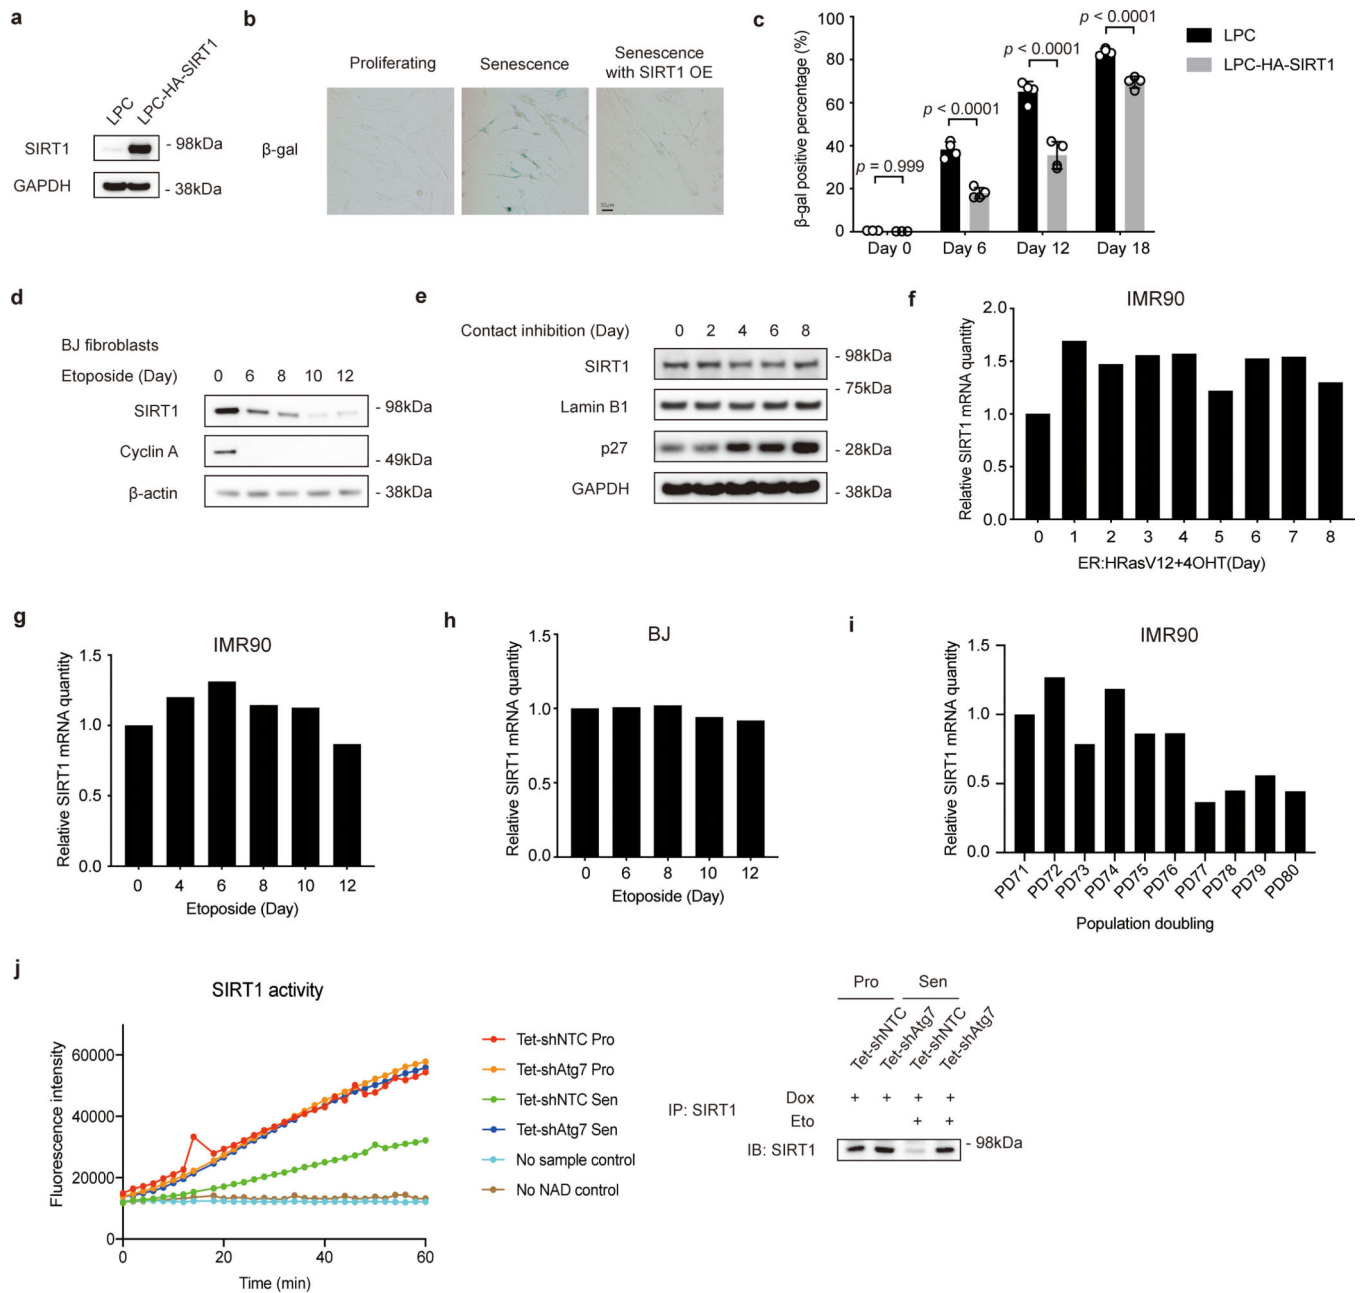 a
LPC
LPC-HA-SIRT1
SIRT1
- 98kDa
GAPDH
- 38kDa
b
Proliferating
Senescence
Senescence
with SIRT1 OE
β-gal
c
β-gal positive percentage (%)
100
80
60
40
20
0
p = 0.999
p < 0.0001
p < 0.0001
p < 0.0001
Day 0
Day 6
Day 12
Day 18
LPC
LPC-HA-SIRT1
d
BJ fibroblasts
Etoposide (Day)
0 6 8 10 12
SIRT1
- 98kDa
Cyclin A
- 49kDa
β-actin
- 38kDa
e
Contact inhibition (Day)
0 2 4 6 8
SIRT1
- 98kDa
- 75kDa
Lamin B1
p27
- 28kDa
GAPDH
- 38kDa
f
IMR90
Relative SIRT1 mRNA quantity
2.0
1.5
1.0
0.5
0.0
0 1 2 3 4 5 6 7 8
ER:HRasV12+4OHT(Day)
g
IMR90
Relative SIRT1 mRNA quantity
1.5
1.0
0.5
0.0
0 4 6 8 10 12
Etoposide (Day)
h
BJ
Relative SIRT1 mRNA quantity
1.5
1.0
0.5
0.0
0 6 8 10 12
Etoposide (Day)
i
IMR90
Relative SIRT1 mRNA quantity
1.5
1.0
0.5
0.0
PD71
PD72
PD73
PD74
PD75
PD76
PD77
PD78
PD79
PD80
Population doubling
j
SIRT1 activity
Fluorescence intensity
60000
40000
20000
0
0 20 40 60
Time (min)
Tet-shNTC Pro
Tet-shAtg7 Pro
Tet-shNTC Sen
Tet-shAtg7 Sen
No sample control
No NAD control
Pro
Sen
Tet-shNTC
Tet-shAtg7
Tet-shNTC
Tet-shAtg7
IP: SIRT1
Dox + + + +
Eto + +
IB: SIRT1
- 98kDa